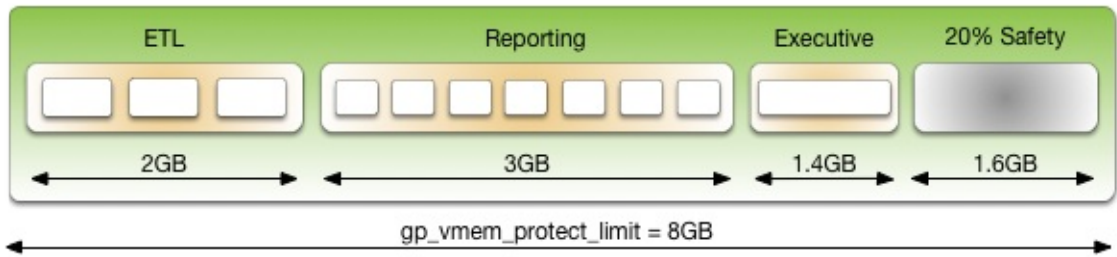 ETL Reporting Executive 20% Safety
2GB 3GB 1.4GB 1.6GB
gp_vmem_protect_limit = 8GB